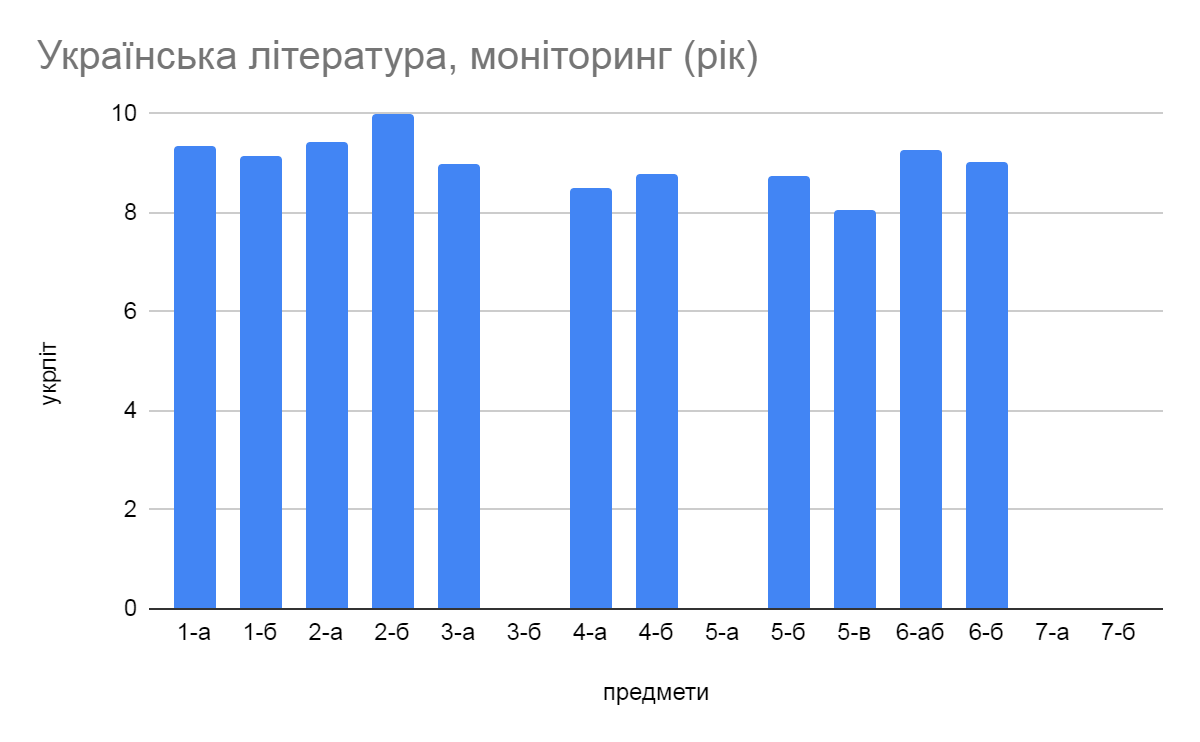 Українська література, моніторинг (рік)
10
8
6
4
2
0
укрліт
1-а 1-б 2-а 2-б 3-а 3-б 4-а 4-б 5-а 5-б 5-в 6-аб 6-б 7-а 7-б
предмети